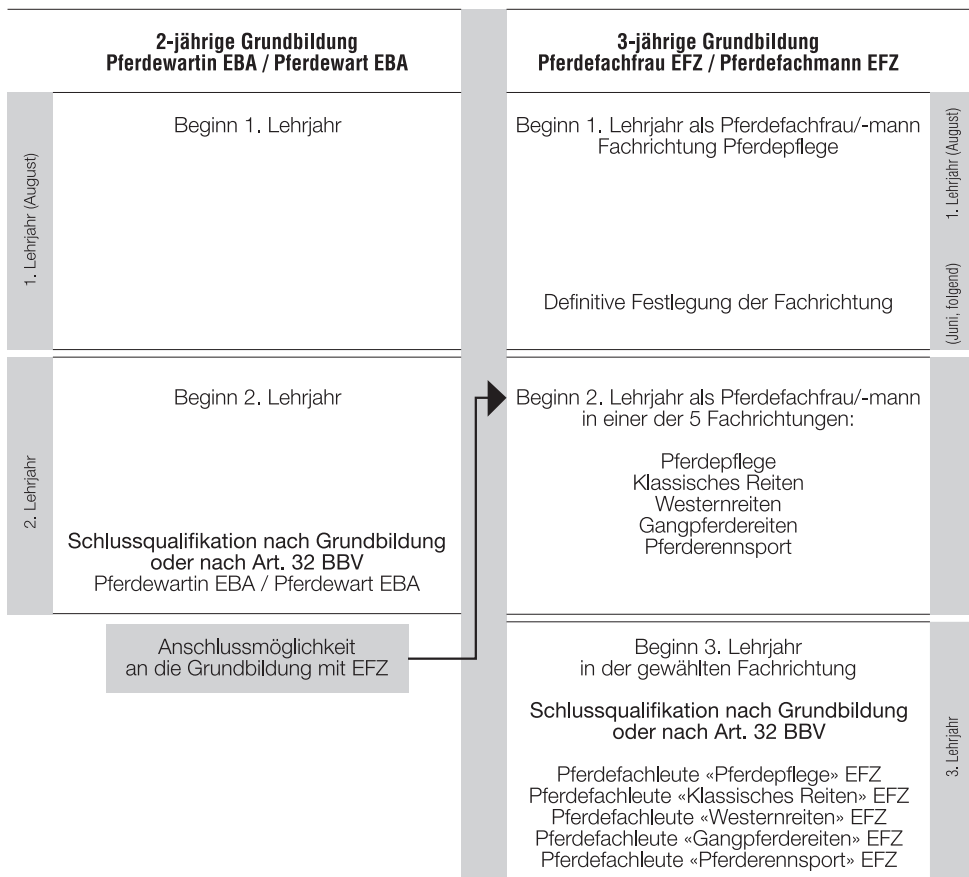 2-jährige Grundbildung
Pferdewartin EBA / Pferdewart EBA
1. Lehrjahr (August)
Beginn 1. Lehrjahr
2. Lehrjahr
Beginn 2. Lehrjahr
Schlussqualifikation nach Grundbildung
oder nach Art. 32 BBV
Pferdewartin EBA / Pferdewart EBA
Anschlussmöglichkeit
an die Grundbildung mit EFZ
3-jährige Grundbildung
Pferdefachfrau EFZ / Pferdefachmann EFZ
Beginn 1. Lehrjahr als Pferdefachfrau/-mann
Fachrichtung Pferdepflege
1. Lehrjahr (August)
Definitive Festlegung der Fachrichtung
(Juni, folgend)
Beginn 2. Lehrjahr als Pferdefachfrau/-mann
in einer der 5 Fachrichtungen:
Pferdepflege
Klassisches Reiten
Westernreiten
Gangpferdereiten
Pferderennsport
Beginn 3. Lehrjahr
in der gewählten Fachrichtung
Schlussqualifikation nach Grundbildung
oder nach Art. 32 BBV
Pferdefachleute «Pferdepflege» EFZ
Pferdefachleute «Klassisches Reiten» EFZ
Pferdefachleute «Westernreiten» EFZ
Pferdefachleute «Gangpferdereiten» EFZ
Pferdefachleute «Pferderennsport» EFZ
3. Lehrjahr